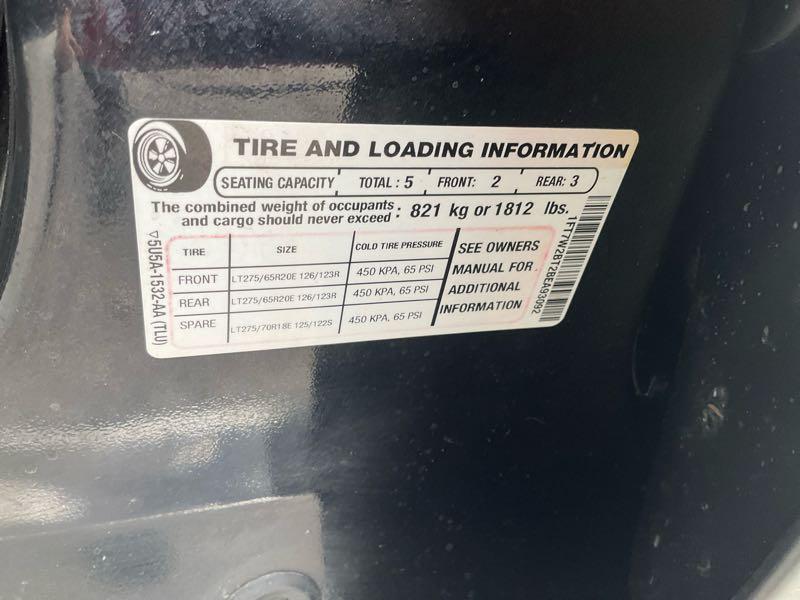 TIRE AND LOADING INFORMATION
SEATING CAPACITY TOTAL : 5 FRONT: 2 REAR: 3
The combined weight of occupants and cargo should never exceed : 821 kg or 1812 lbs.
TIRE SIZE COLD TIRE PRESSURE
FRONT LT275/65R20E 126/123R 450 KPA, 65 PSI
REAR LT275/65R20E 126/123R 450 KPA, 65 PSI
SPARE LT275/70R18E 125/122S 450 KPA, 65 PSI
SEE OWNERS
MANUAL FOR
ADDITIONAL
INFORMATION
▽5U5A-1532-AA (TLU)
1FT7W2BT2BEA93092